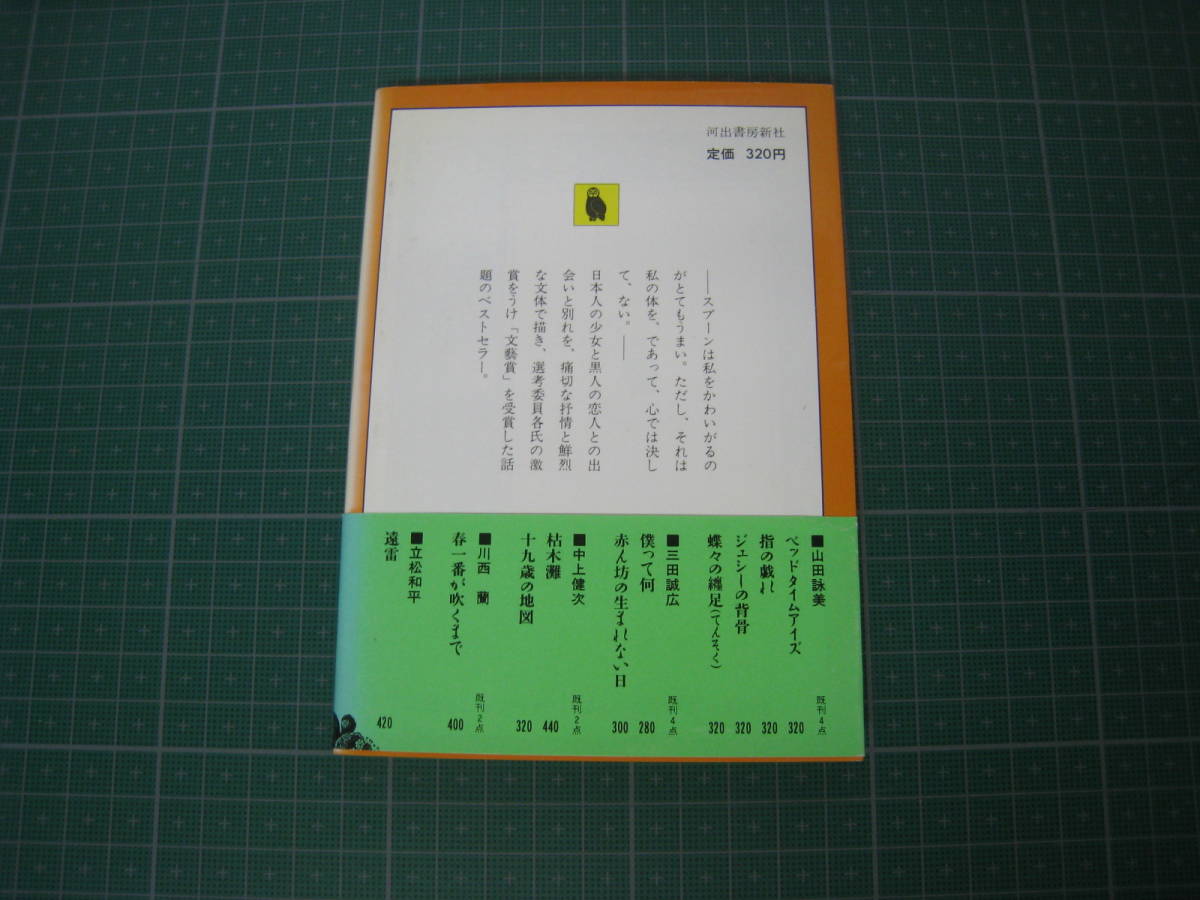 河出書房新社
定価 320円
――スプーンは私をかわいがるの
がとてもうまい。ただし、それは
私の体を、であって、心では決し
て、ない。――
日本人の少女と黒人の恋人との出
会いと別れを、痛切な抒情と鮮烈
な文体で描き、選考委員各氏の激
賞をうけ「文藝賞」を受賞した話
題のベストセラー。
■山田詠美 既刊4点
ベッドタイムアイズ 320
指の戯れ 320
ジェシーの背骨 320
蝶々の纏足(てんそく) 320
■三田誠広 既刊4点
僕って何 280
赤ん坊の生まれない日 300
■中上健次 既刊2点
枯木灘 440
十九歳の地図 320
■川西 蘭 既刊2点
春一番が吹くまで 400
■立松和平
遠雷 420